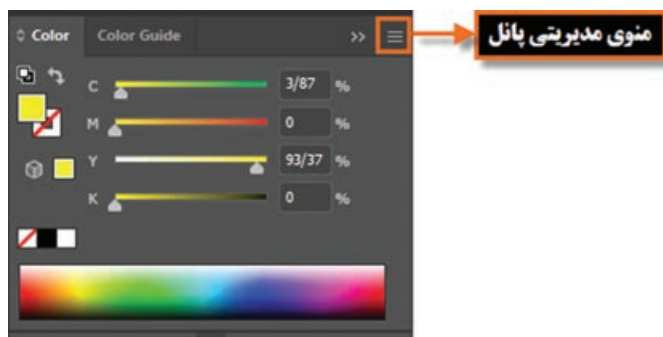 Color Color Guide >>
منوی مدیریتی پانل
C 3/87 %
M 0 %
Y 93/37 %
K 0 %